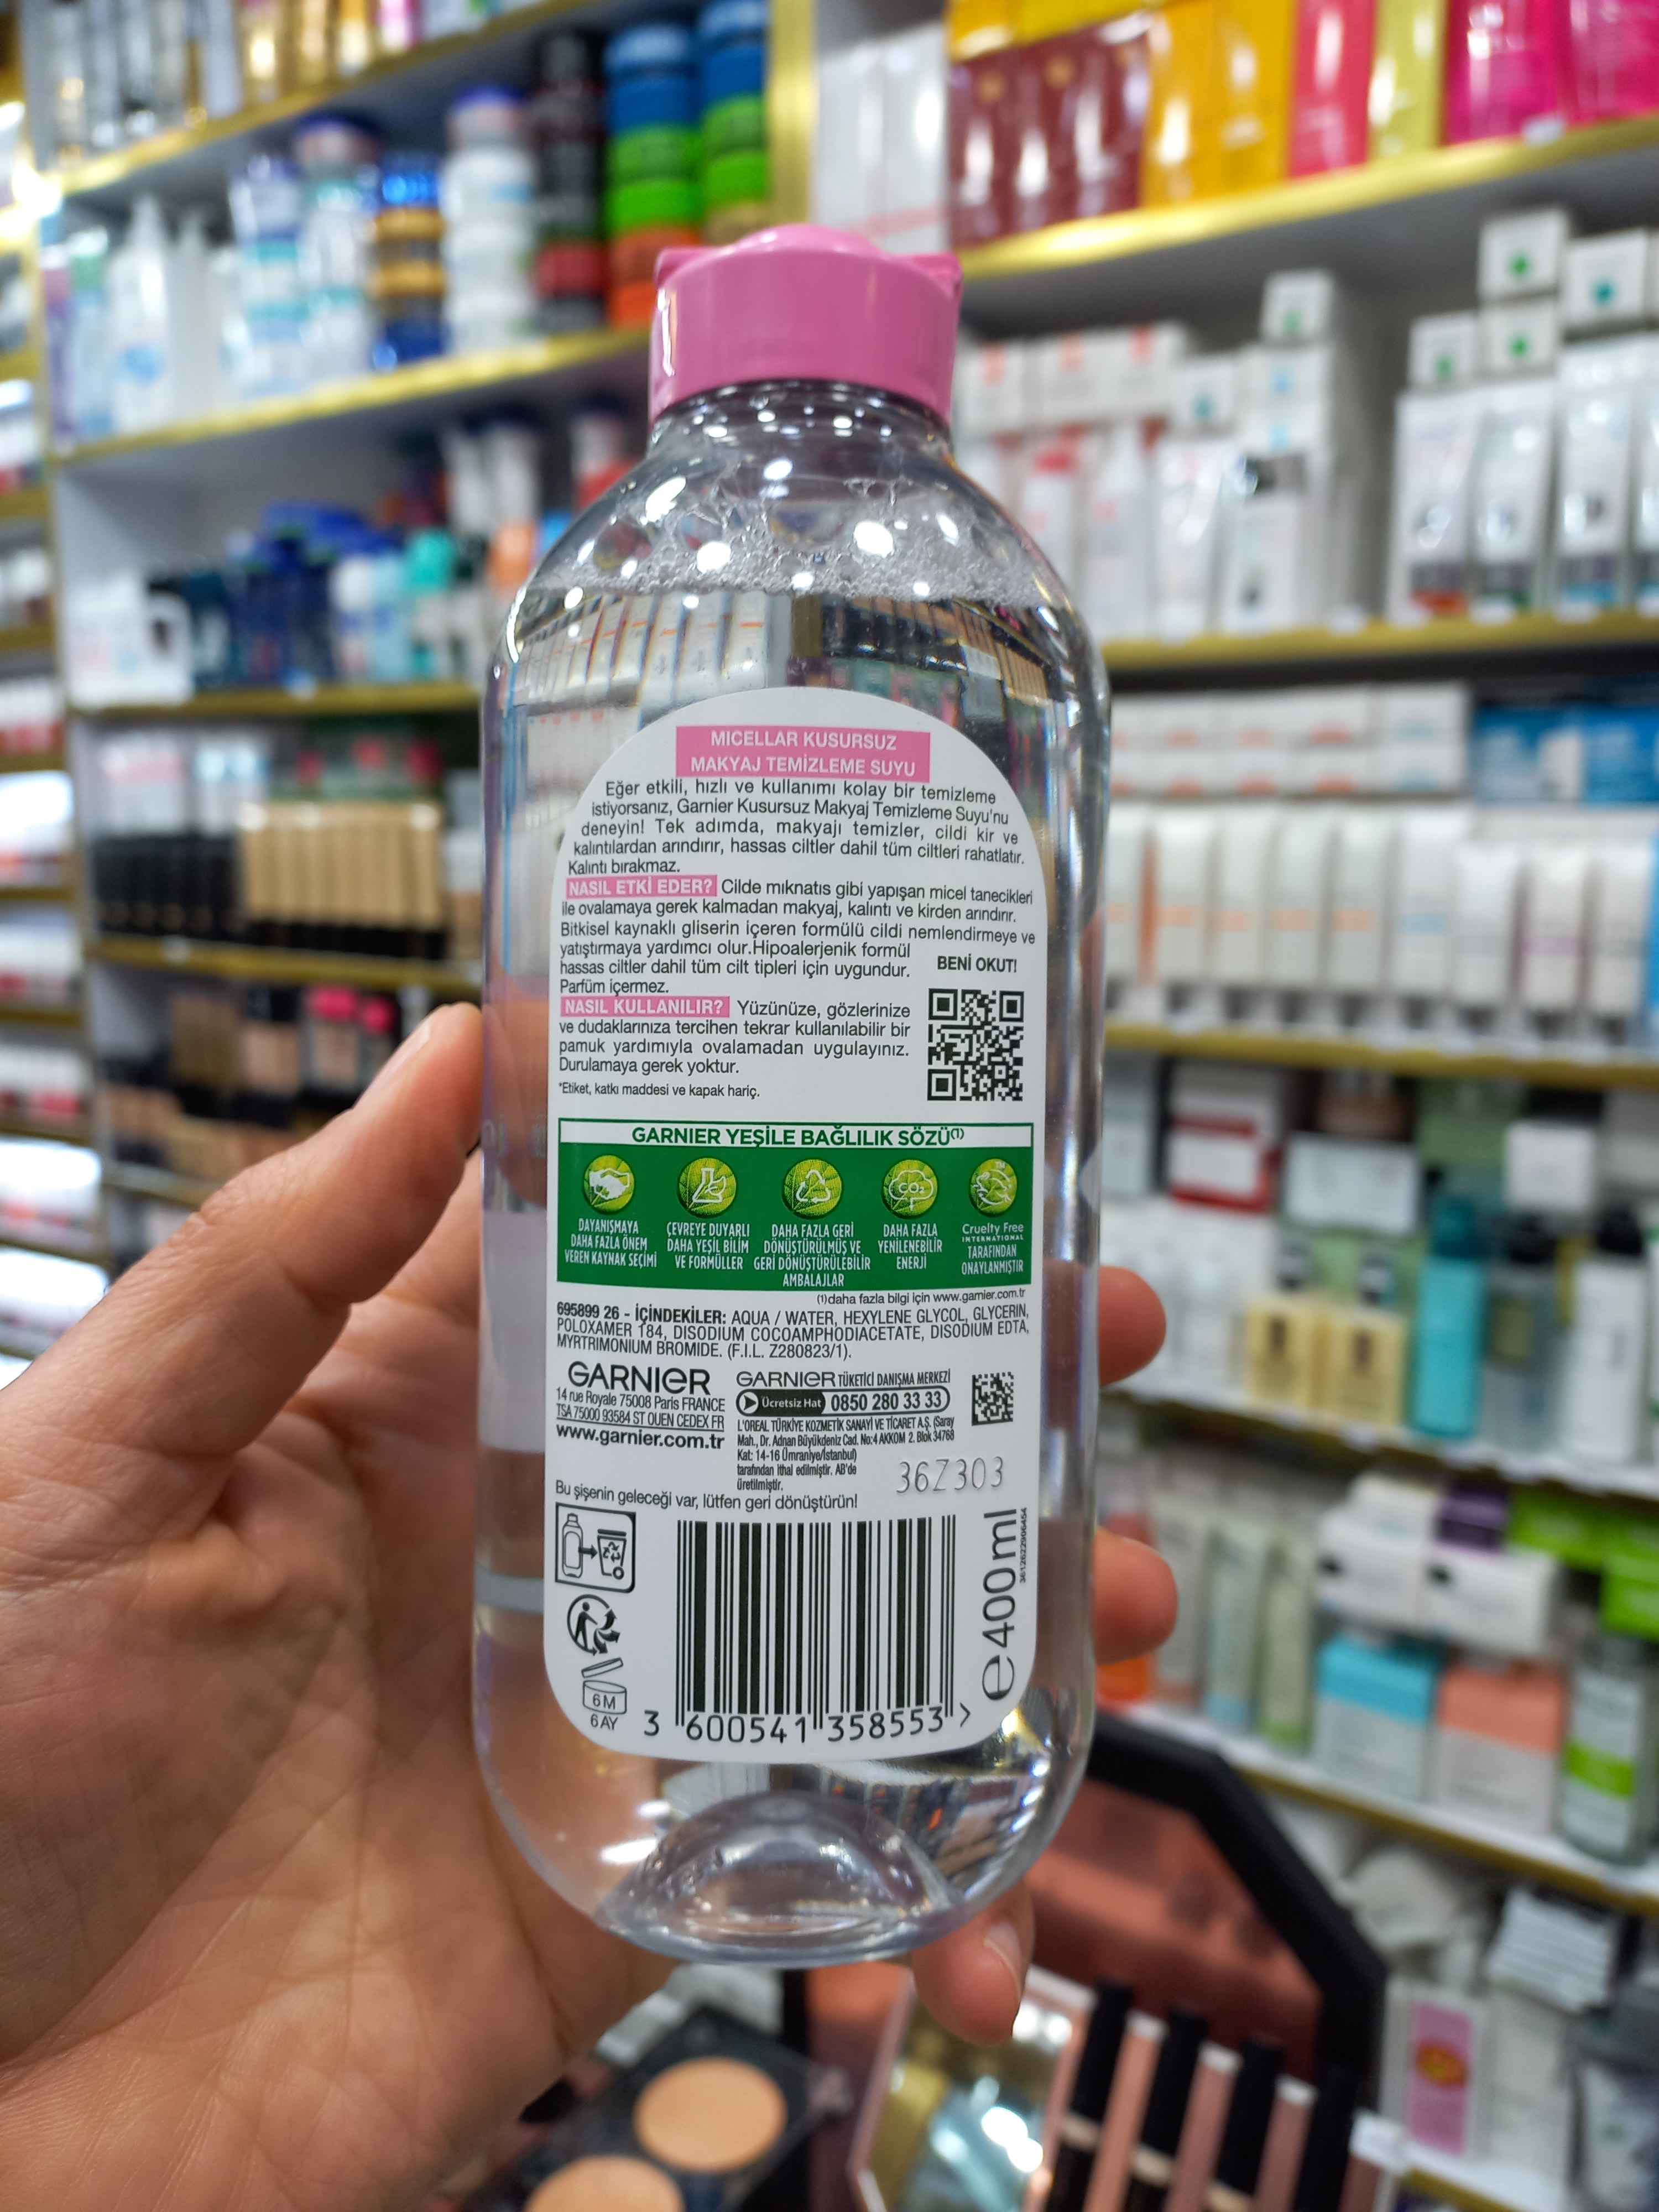 MICELLAR KUSURSUZ
MAKYAJ TEMİZLEME SUYU
Eğer etkili, hızlı ve kullanımı kolay bir temizleme
istiyorsanız, Garnier Kusursuz Makyaj Temizleme Suyu'nu
deneyin! Tek adımda, makyajı temizler, cildi kir ve
kalıntılardan arındırır, hassas ciltler dahil tüm ciltleri rahatlatır.
Kalıntı bırakmaz.
NASIL ETKİ EDER? Cilde mıknatıs gibi yapışan micel tanecikleri
ile ovalamaya gerek kalmadan makyaj, kalıntı ve kirden arındırır.
Bitkisel kaynaklı gliserin içeren formülü cildi nemlendirmeye ve
yatıştırmaya yardımcı olur.Hipoalerjenik formül
hassas ciltler dahil tüm cilt tipleri için uygundur.
Parfüm içermez.
BENİ OKUT!
NASIL KULLANILIR? Yüzünüze, gözlerinize
ve dudaklarınıza tercihen tekrar kullanılabilir bir
pamuk yardımıyla ovalamadan uygulayınız.
Durulamaya gerek yoktur.
*Etiket, katkı maddesi ve kapak hariç.
GARNIER YEŞİLE BAĞLILIK SÖZÜ(1)
DAYANIŞMAYA
DAHA FAZLA ÖNEM
VEREN KAYNAK SEÇİMİ
ÇEVREYE DUYARLI
DAHA YEŞİL BİLİM
VE FORMÜLLER
DAHA FAZLA GERİ
DÖNÜŞTÜRÜLMÜŞ VE
GERİ DÖNÜŞTÜRÜLEBİLİR
AMBALAJLAR
CO2
DAHA FAZLA
YENİLENEBİLİR
ENERJİ
TM
Cruelty Free
INTERNATIONAL
TARAFINDAN
ONAYLANMIŞTIR
(1)daha fazla bilgi için www.garnier.com.tr
695899 26 - İÇİNDEKİLER: AQUA / WATER, HEXYLENE GLYCOL, GLYCERIN,
POLOXAMER 184, DISODIUM COCOAMPHODIACETATE, DISODIUM EDTA,
MYRTRIMONIUM BROMIDE. (F.I.L. Z280823/1).
GARNIER
14 rue Royale 75008 Paris FRANCE
TSA 75000 93584 ST OUEN CEDEX FR
www.garnier.com.tr
GARNIER TÜKETİCİ DANIŞMA MERKEZİ
Ücretsiz Hat 0850 280 33 33
L'OREAL TÜRKİYE KOZMETİK SANAYİ VE TİCARET A.Ş. (Saray
Mah., Dr. Adnan Büyükdeniz Cad. No:4 AKKOM 2. Blok 34768
Kat: 14-16 Ümraniye/İstanbul)
tarafından ithal edilmiştir. AB'de
üretilmiştir.
36Z303
Bu şişenin geleceği var, lütfen geri dönüştürün!
6M
6AY
3 600541 358553 >
e400ml